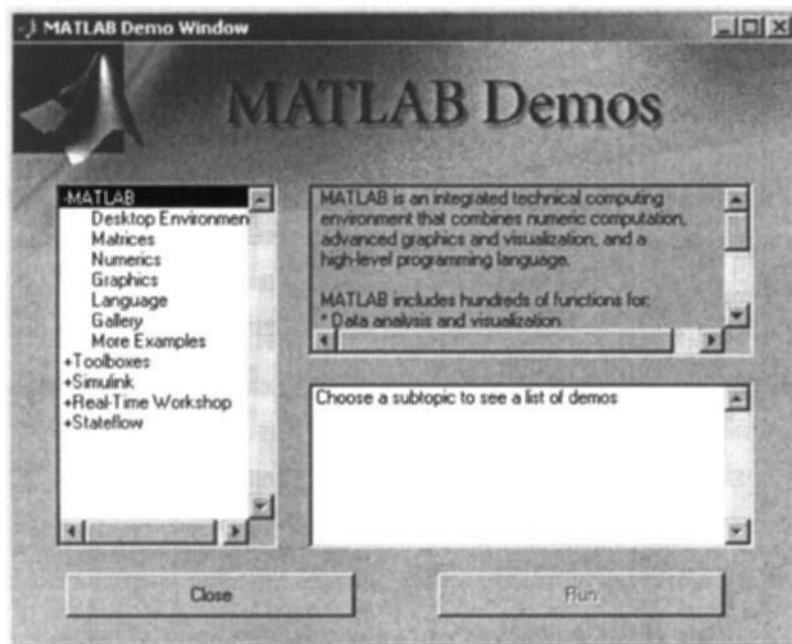 MATLAB Demo Window
MATLAB Demos
-MATLAB
Desktop Environmen
Matrices
Numerics
Graphics
Language
Gallery
More Examples
+Toolboxes
+Simulink
+Real-Time Workshop
+Stateflow
MATLAB is an integrated technical computing
environment that combines numeric computation,
advanced graphics and visualization, and a
high-level programming language.
MATLAB includes hundreds of functions for:
* Data analysis and visualization
Choose a subtopic to see a list of demos
Close
Run